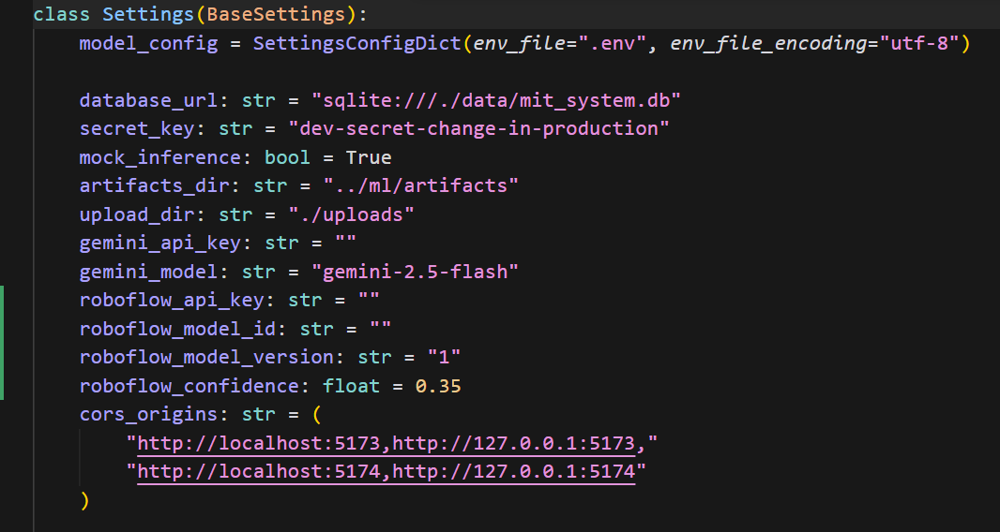 class Settings(BaseSettings):
    model_config = SettingsConfigDict(env_file=".env", env_file_encoding="utf-8")

    database_url: str = "sqlite:///./data/mit_system.db"
    secret_key: str = "dev-secret-change-in-production"
    mock_inference: bool = True
    artifacts_dir: str = "../ml/artifacts"
    upload_dir: str = "./uploads"
    gemini_api_key: str = ""
    gemini_model: str = "gemini-2.5-flash"
    roboflow_api_key: str = ""
    roboflow_model_id: str = ""
    roboflow_model_version: str = "1"
    roboflow_confidence: float = 0.35
    cors_origins: str = (
        "http://localhost:5173,http://127.0.0.1:5173,"
        "http://localhost:5174,http://127.0.0.1:5174"
    )